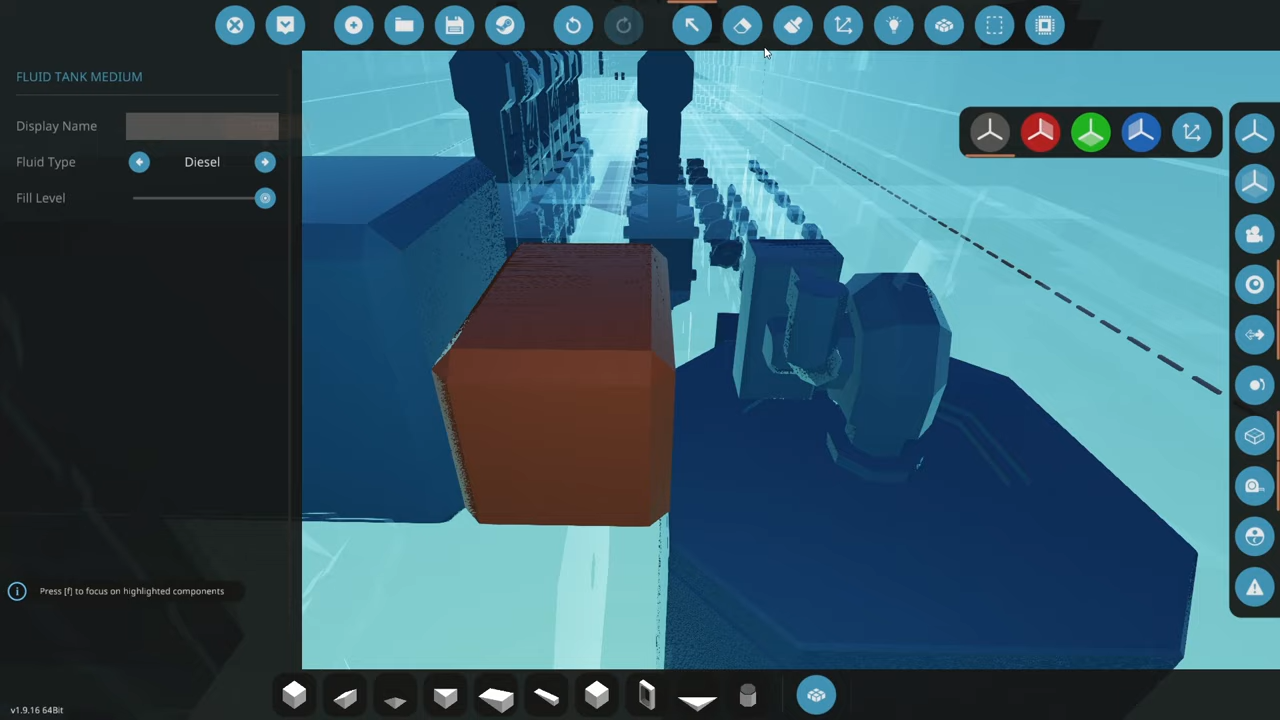 FLUID TANK MEDIUM
Display Name
Fluid Type Diesel
Fill Level
Press [f] to focus on highlighted components
v1.9.16 64Bit